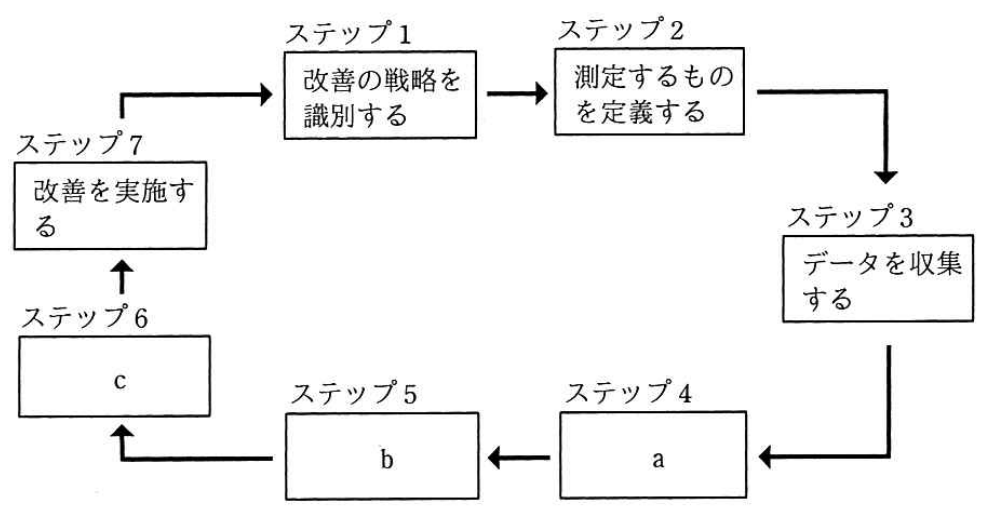 ステップ1
改善の戦略を
識別する
ステップ2
測定するもの
を定義する
ステップ3
データを収集
する
ステップ4
a
ステップ5
b
ステップ6
c
ステップ7
改善を実施す
る